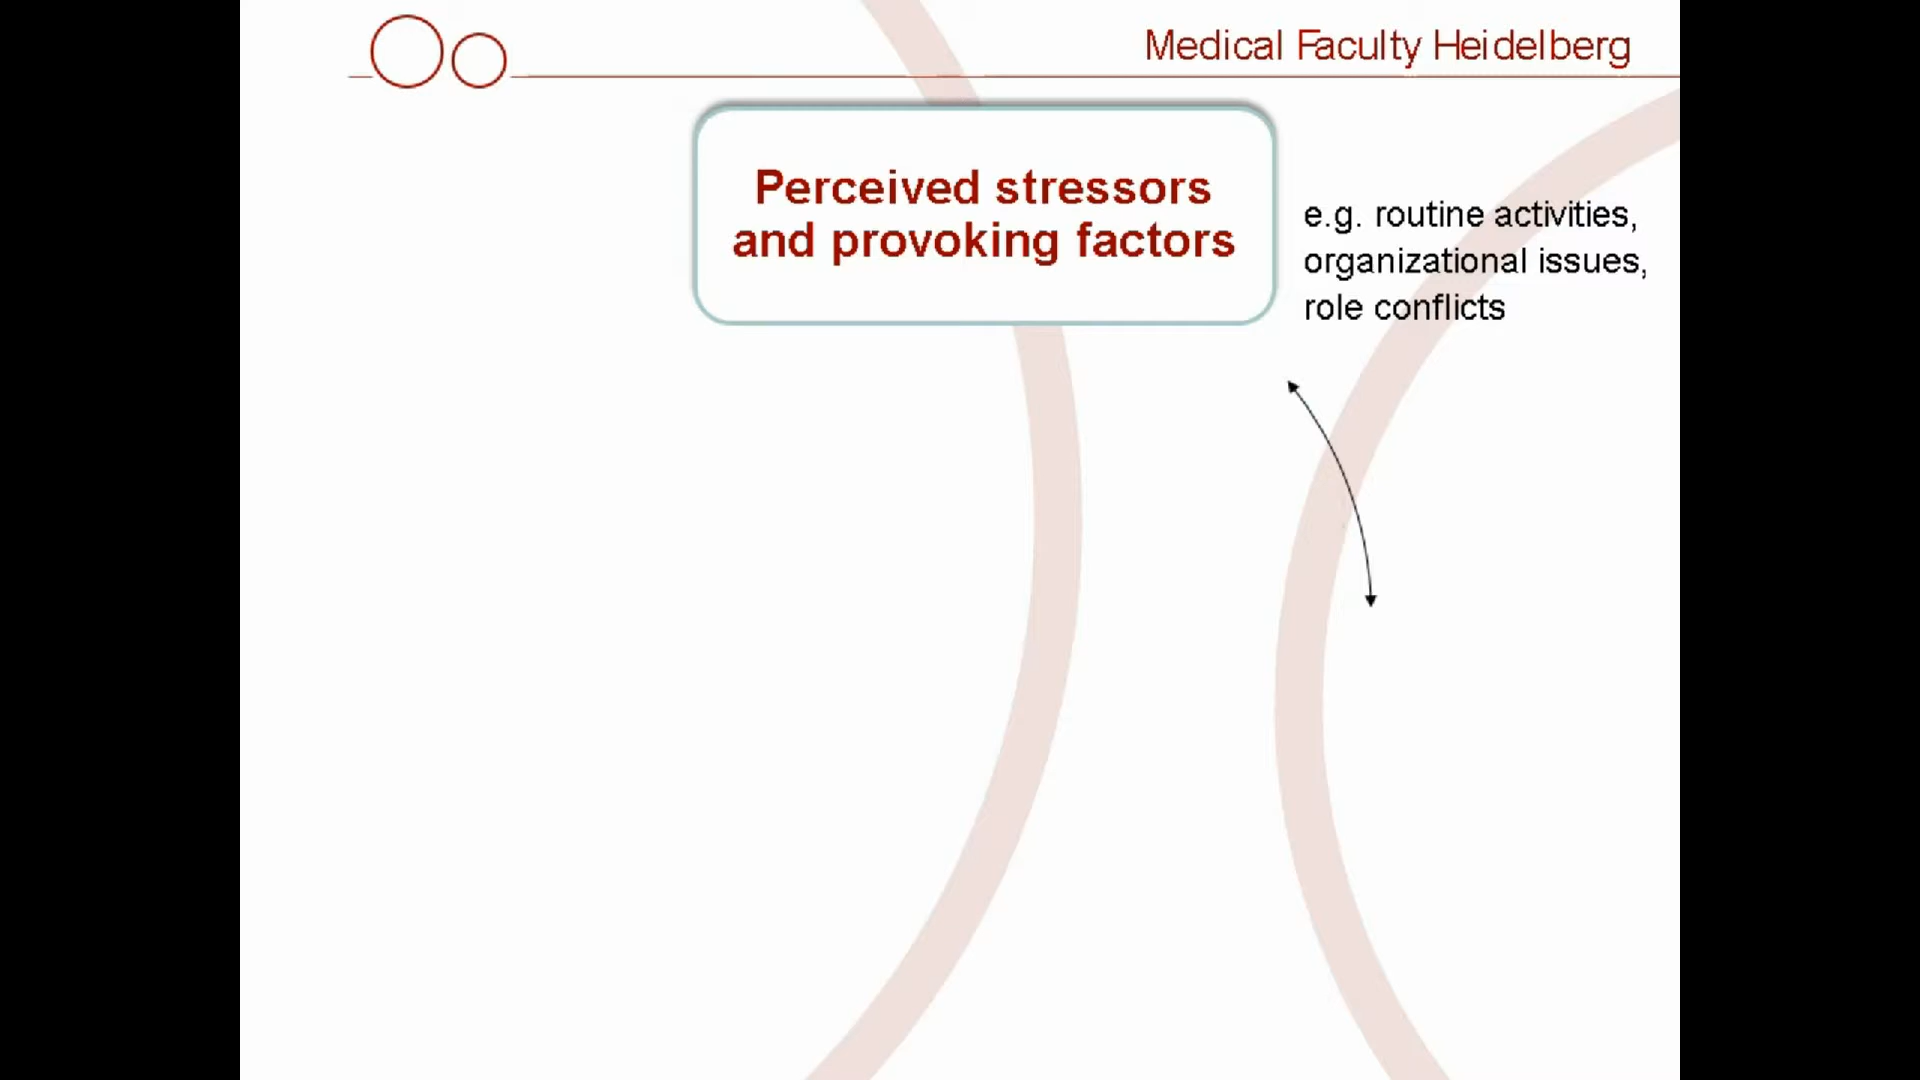 Medical Faculty Heidelberg
Perceived stressors
and provoking factors
e.g. routine activities,
organizational issues,
role conflicts